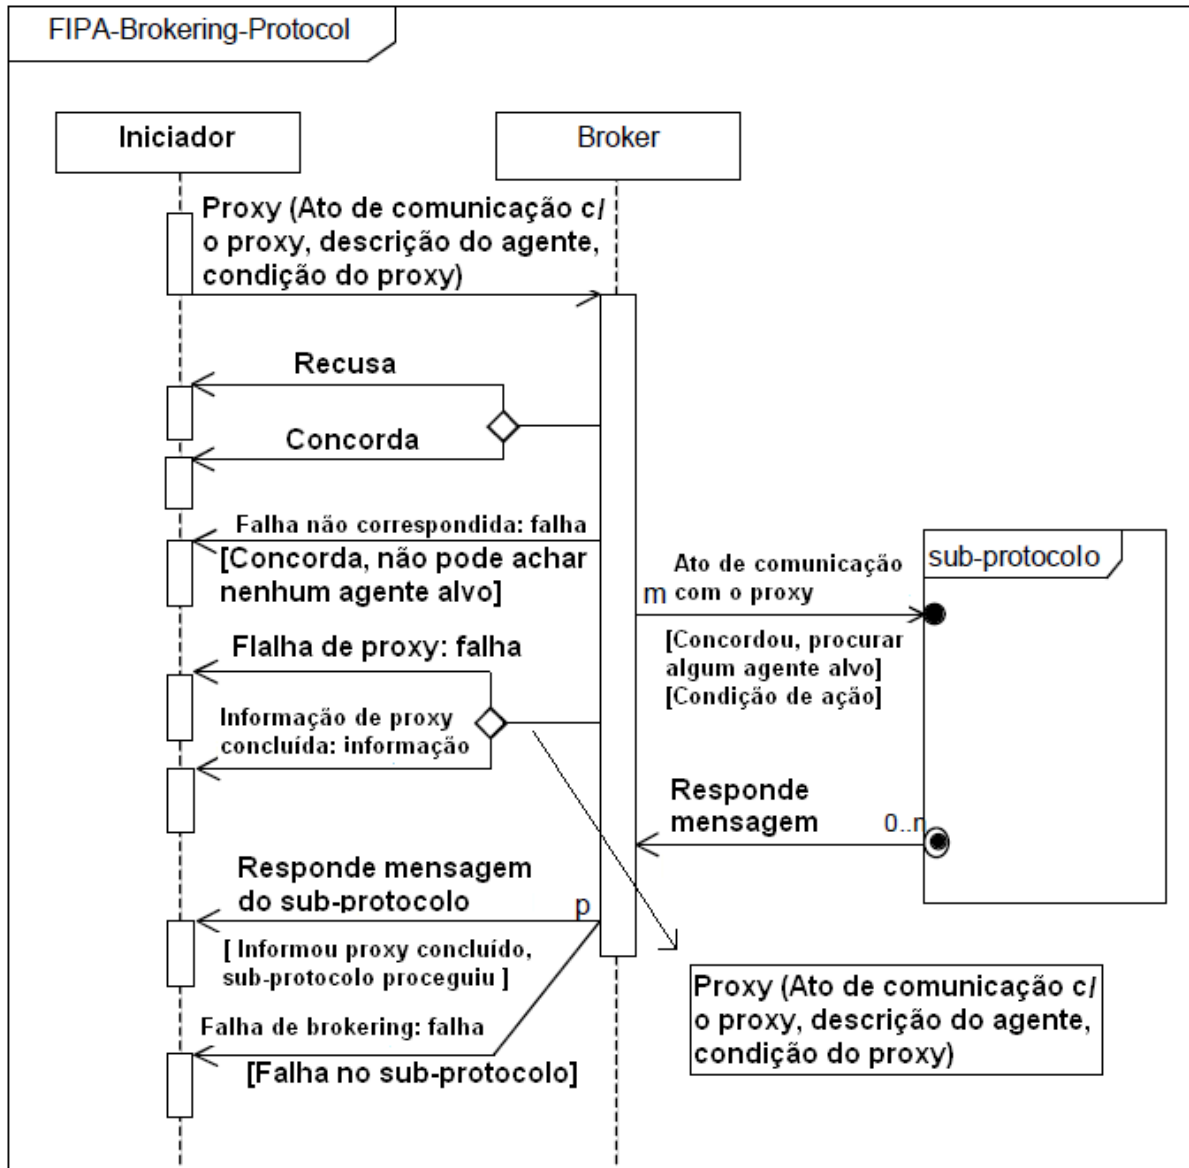 FIPA-Brokering-Protocol
Iniciador
Broker
Proxy (Ato de comunicação c/
o proxy, descrição do agente,
condição do proxy)
Recusa
Concorda
Falha não correspondida: falha
[Concorda, não pode achar
nenhum agente alvo]
sub-protocolo
Ato de comunicação
m com o proxy
[Concordou, procurar
algum agente alvo]
[Condição de ação]
Flalha de proxy: falha
Informação de proxy
concluída: informação
Responde
mensagem
0..n
Responde mensagem
do sub-protocolo
p
[ Informou proxy concluído,
sub-protocolo proceguiu ]
Falha de brokering: falha
[Falha no sub-protocolo]
Proxy (Ato de comunicação c/
o proxy, descrição do agente,
condição do proxy)